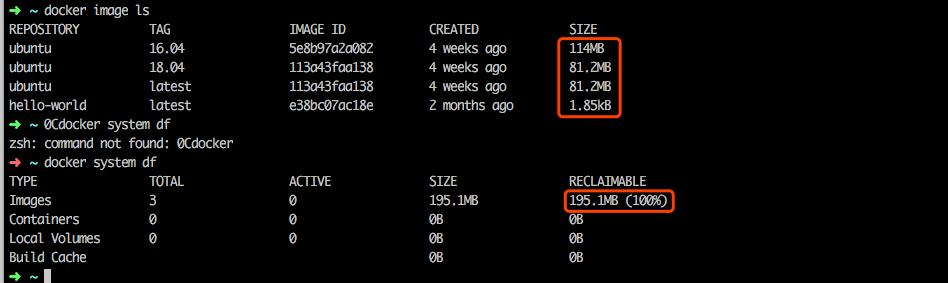 ➜ ~ docker image ls
REPOSITORY TAG IMAGE ID CREATED SIZE
ubuntu 16.04 5e8b97a2a082 4 weeks ago 114MB
ubuntu 18.04 113a43faa138 4 weeks ago 81.2MB
ubuntu latest 113a43faa138 4 weeks ago 81.2MB
hello-world latest e38bc07ac18e 2 months ago 1.85kB
➜ ~ 0Cdocker system df
zsh: command not found: 0Cdocker
➜ ~ docker system df
TYPE TOTAL ACTIVE SIZE RECLAIMABLE
Images 3 0 195.1MB 195.1MB (100%)
Containers 0 0 0B 0B
Local Volumes 0 0 0B 0B
Build Cache 0B 0B
➜ ~